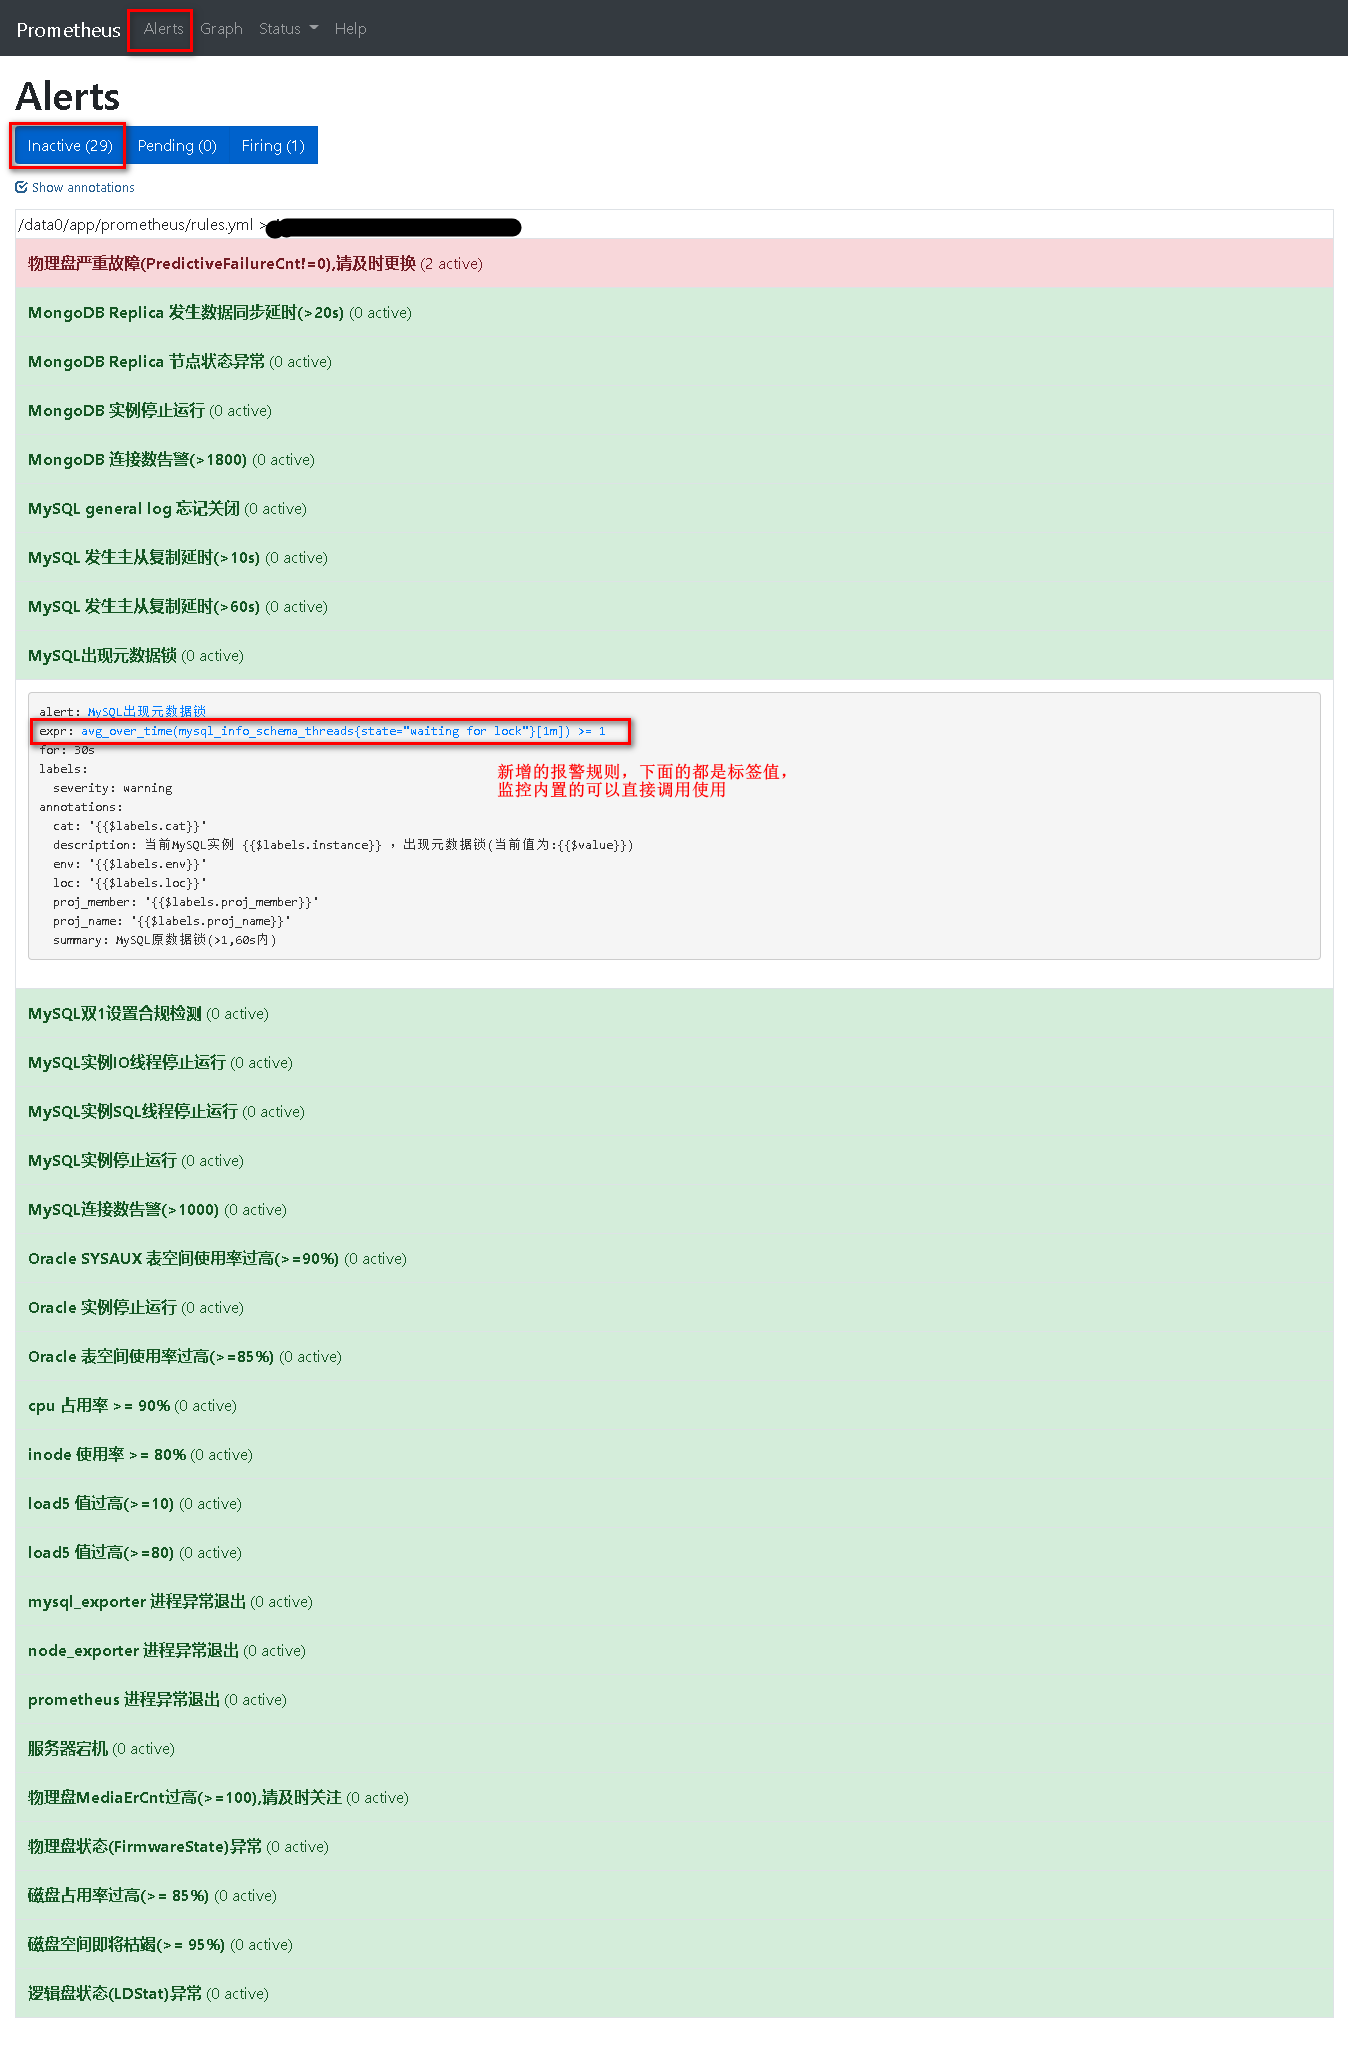 Prometheus Alerts Graph Status Help
Alerts
Inactive (29) Pending (0) Firing (1)
Show annotations
/data0/app/prometheus/rules.yml >
物理盘严重故障(PredictiveFailureCnt!=0),请及时更换 (2 active)
MongoDB Replica 发生数据同步延时(>20s) (0 active)
MongoDB Replica 节点状态异常 (0 active)
MongoDB 实例停止运行 (0 active)
MongoDB 连接数告警(>1800) (0 active)
MySQL general log 忘记关闭 (0 active)
MySQL 发生主从复制延时(>10s) (0 active)
MySQL 发生主从复制延时(>60s) (0 active)
MySQL出现元数据锁 (0 active)
alert: MySQL出现元数据锁
expr: avg_over_time(mysql_info_schema_threads{state="waiting for lock"}[1m]) >= 1
for: 30s
labels:
severity: warning
新增的报警规则，下面的都是标签值，
监控内置的可以直接调用使用
annotations:
cat: '{{$labels.cat}}'
description: 当前MySQL实例 {{$labels.instance}} ，出现元数据锁(当前值为:{{$value}})
env: '{{$labels.env}}'
loc: '{{$labels.loc}}'
proj_member: '{{$labels.proj_member}}'
proj_name: '{{$labels.proj_name}}'
summary: MySQL原数据锁(>1,60s内)
MySQL双1设置合规检测 (0 active)
MySQL实例IO线程停止运行 (0 active)
MySQL实例SQL线程停止运行 (0 active)
MySQL实例停止运行 (0 active)
MySQL连接数告警(>1000) (0 active)
Oracle SYSAUX 表空间使用率过高(>=90%) (0 active)
Oracle 实例停止运行 (0 active)
Oracle 表空间使用率过高(>=85%) (0 active)
cpu 占用率 >= 90% (0 active)
inode 使用率 >= 80% (0 active)
load5 值过高(>=10) (0 active)
load5 值过高(>=80) (0 active)
mysql_exporter 进程异常退出 (0 active)
node_exporter 进程异常退出 (0 active)
prometheus 进程异常退出 (0 active)
服务器宕机 (0 active)
物理盘MediaErCnt过高(>=100),请及时关注 (0 active)
物理盘状态(FirmwareState)异常 (0 active)
磁盘占用率过高(>= 85%) (0 active)
磁盘空间即将枯竭(>= 95%) (0 active)
逻辑盘状态(LDStat)异常 (0 active)